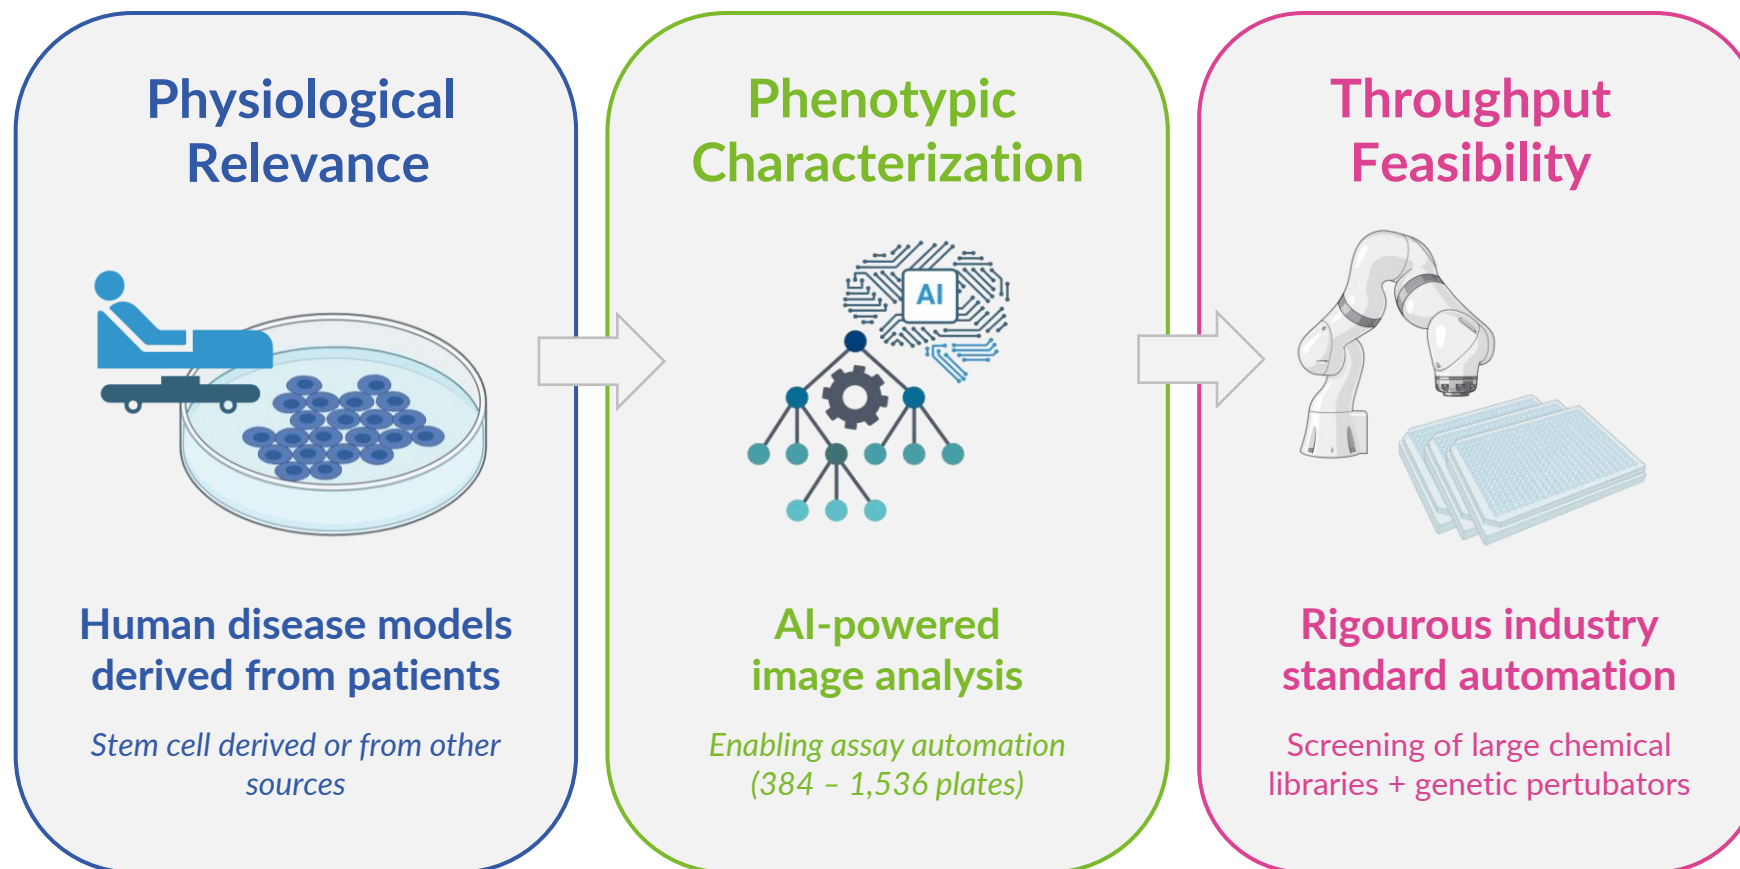 Physiological
Relevance
Human disease models
derived from patients
Stem cell derived or from other
sources
Phenotypic
Characterization
AI
AI-powered
image analysis
Enabling assay automation
(384 – 1,536 plates)
Throughput
Feasibility
Rigourous industry
standard automation
Screening of large chemical
libraries + genetic pertubators